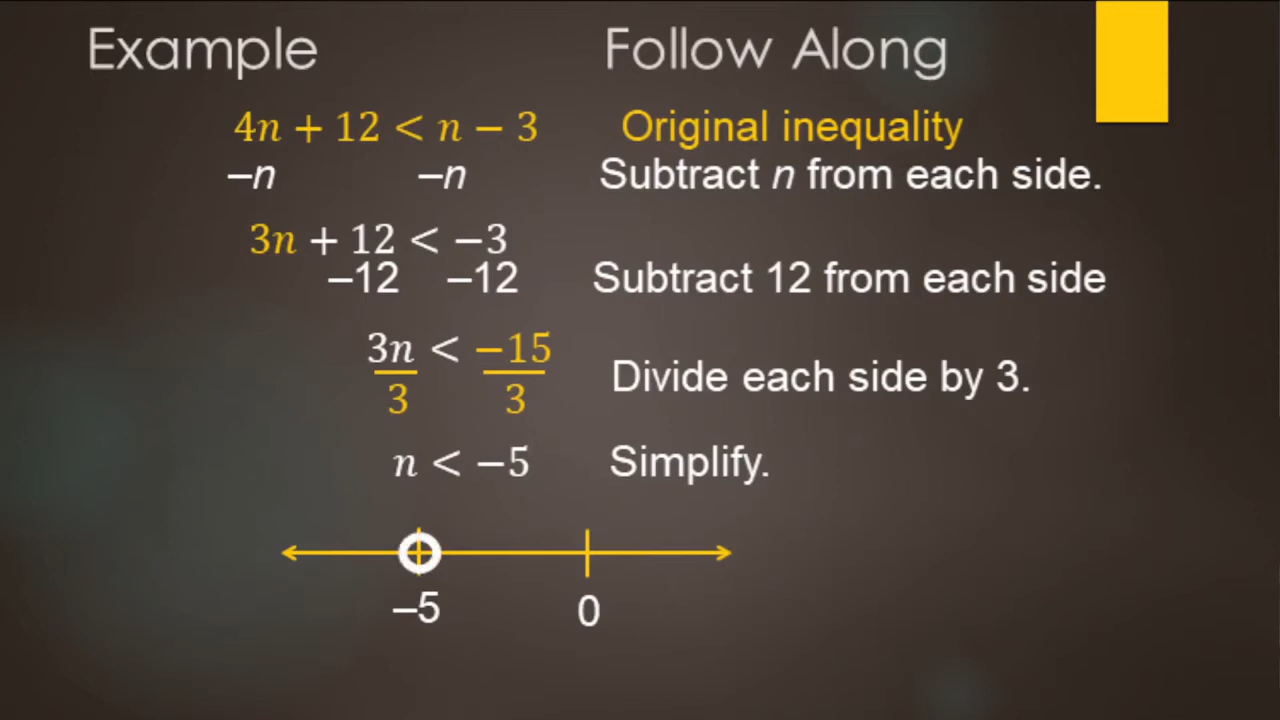 Example Follow Along
4n + 12 < n − 3 Original inequality
–n –n Subtract n from each side.
3n + 12 < −3
–12 –12 Subtract 12 from each side
3n < −15
3 3 Divide each side by 3.
n < −5 Simplify.
–5 0